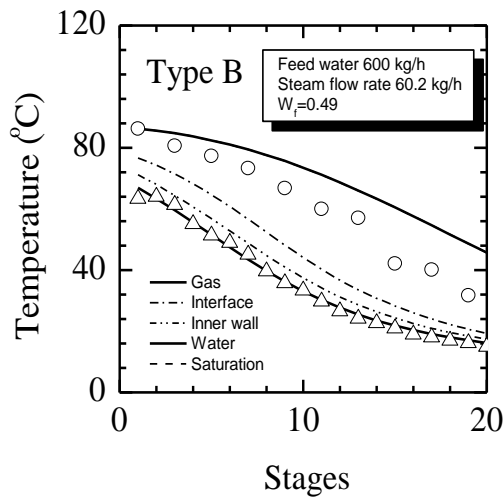 120
Type B
Feed water 600 kg/h
Steam flow rate 60.2 kg/h
W_f=0.49
80
Temperature (°C)
40
Gas
Interface
Inner wall
Water
Saturation
0
0
10
20
Stages